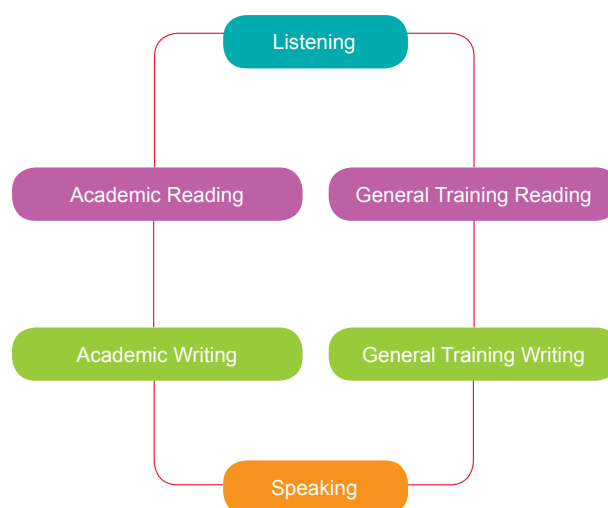 Listening
Academic Reading
General Training Reading
Academic Writing
General Training Writing
Speaking